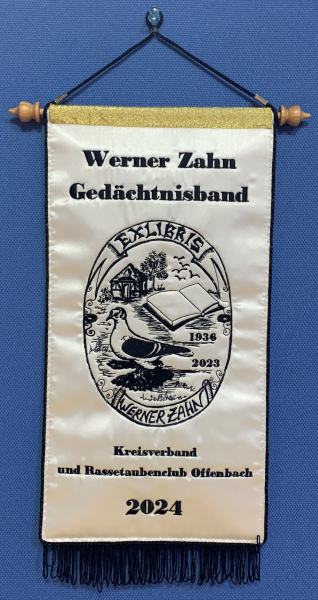 Werner Zahn
Gedächtnisband
EXLIBRIS
1936
2023
WERNER ZAHN
Kreisverband
und Rassetaubenclub Offenbach
2024